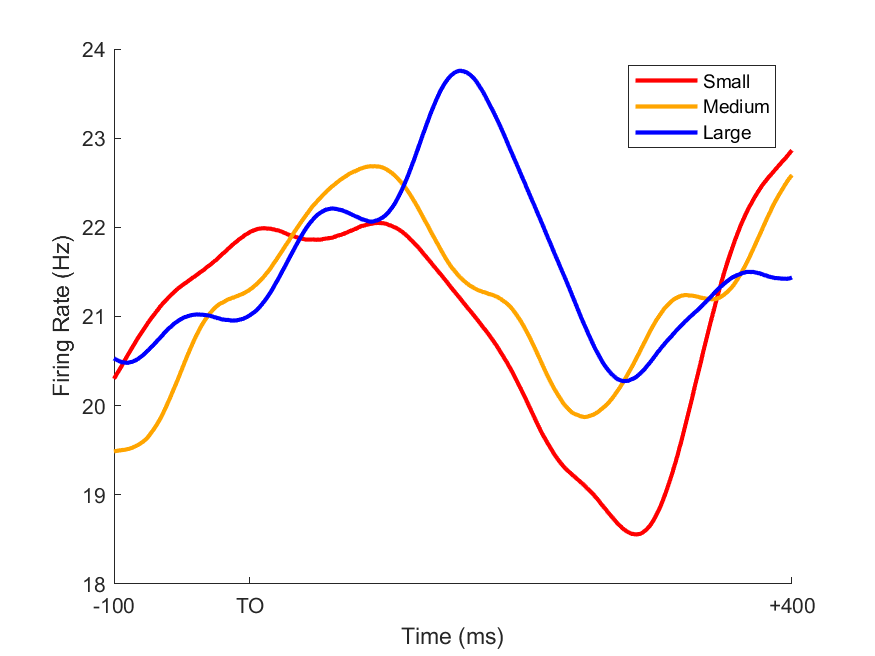 24
23
22
21
20
19
18
Firing Rate (Hz)
Small
Medium
Large
-100
TO
+400
Time (ms)